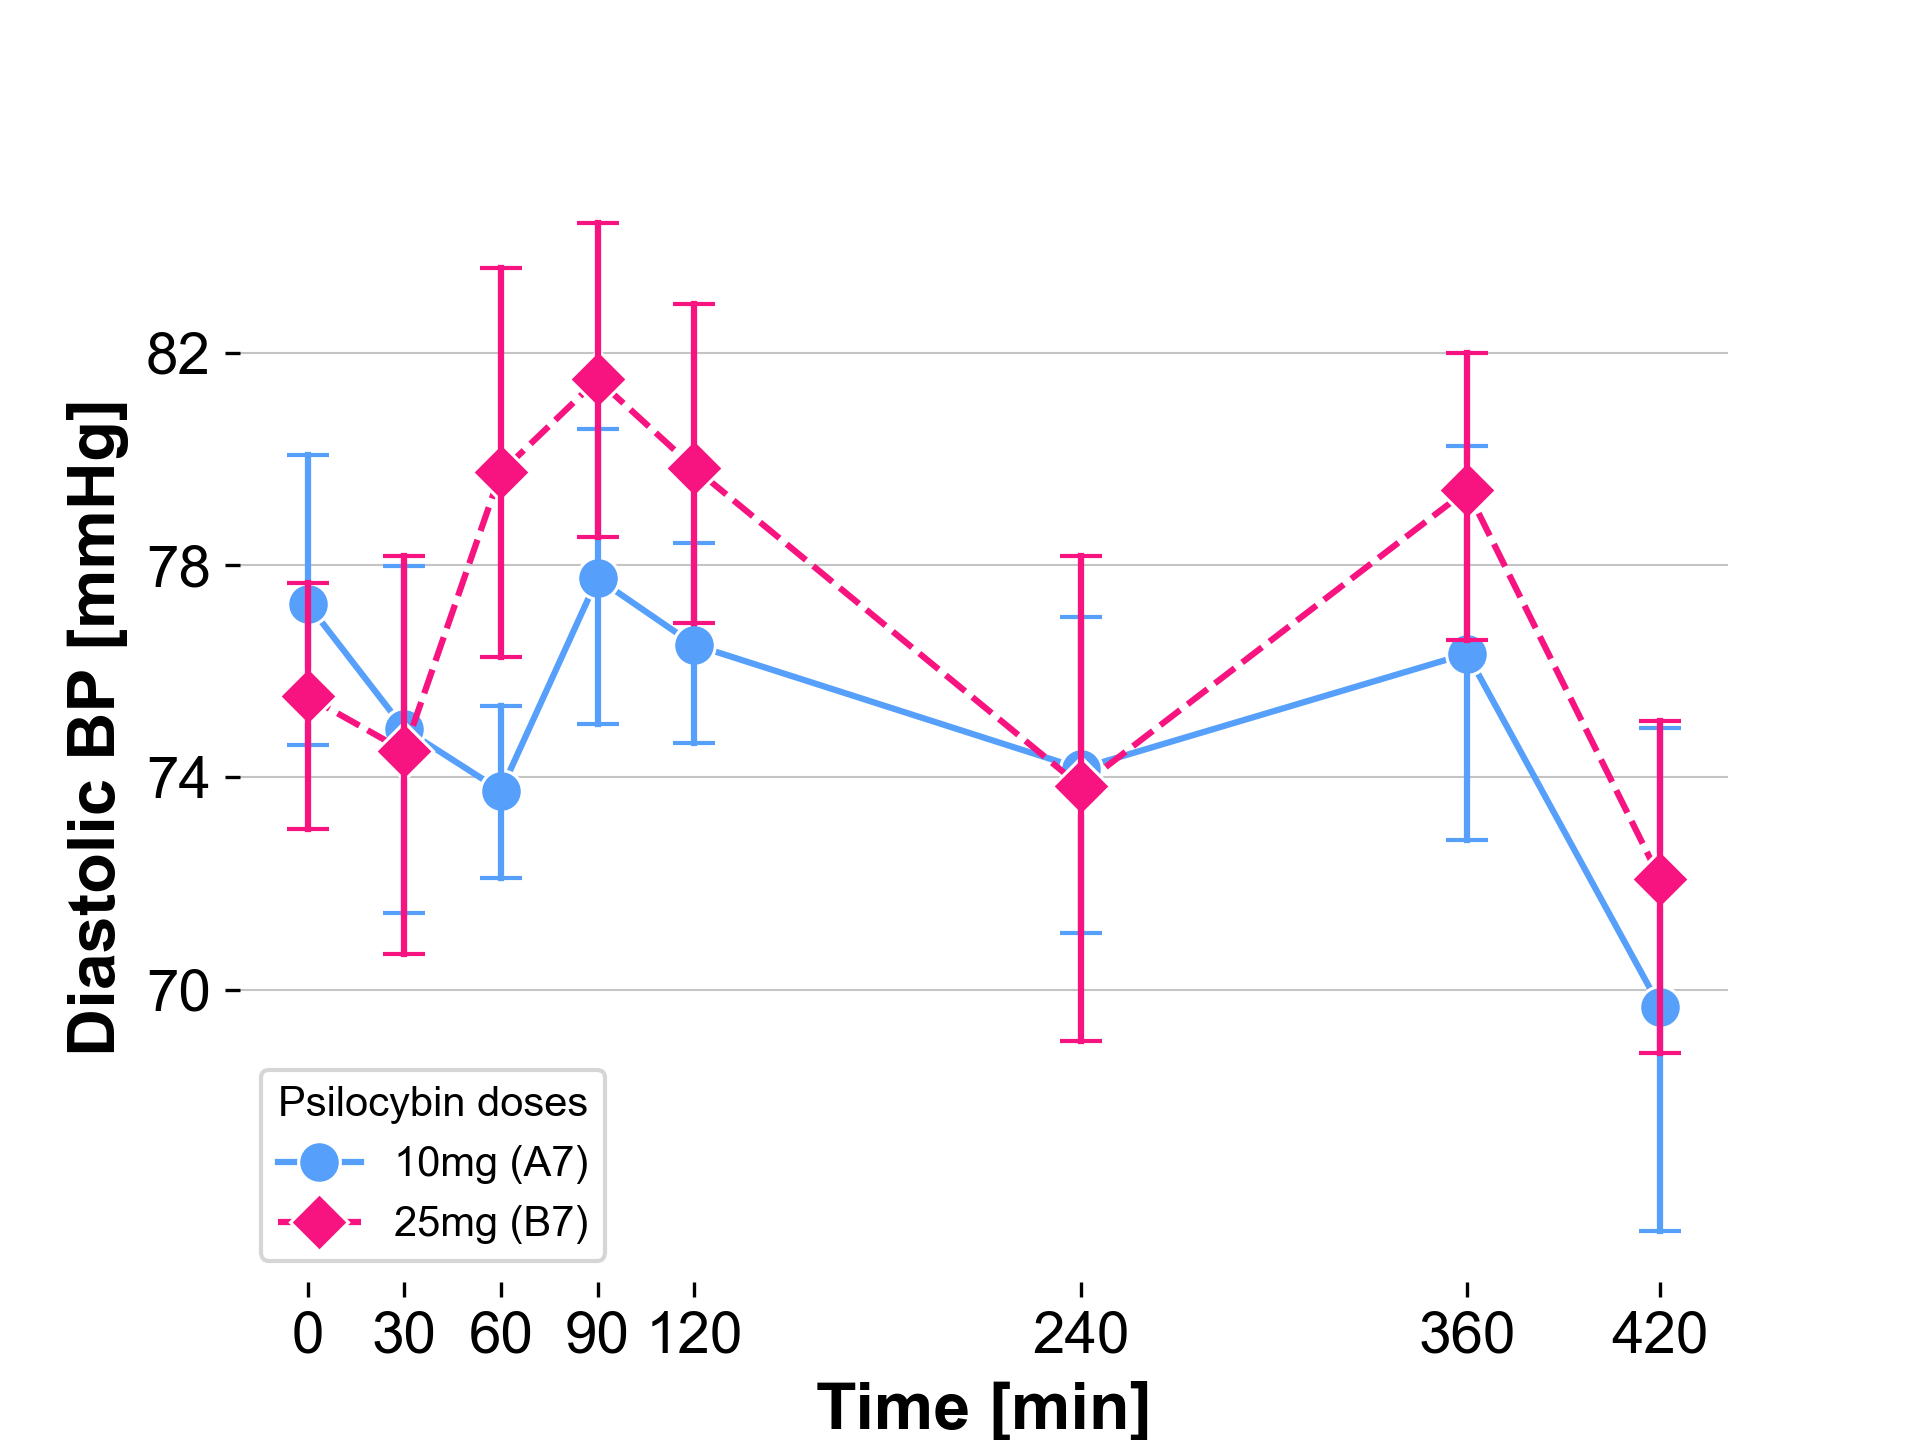 82
78
74
70
Diastolic BP [mmHg]
Psilocybin doses
10mg (A7)
25mg (B7)
0 30 60 90 120 240 360 420
Time [min]